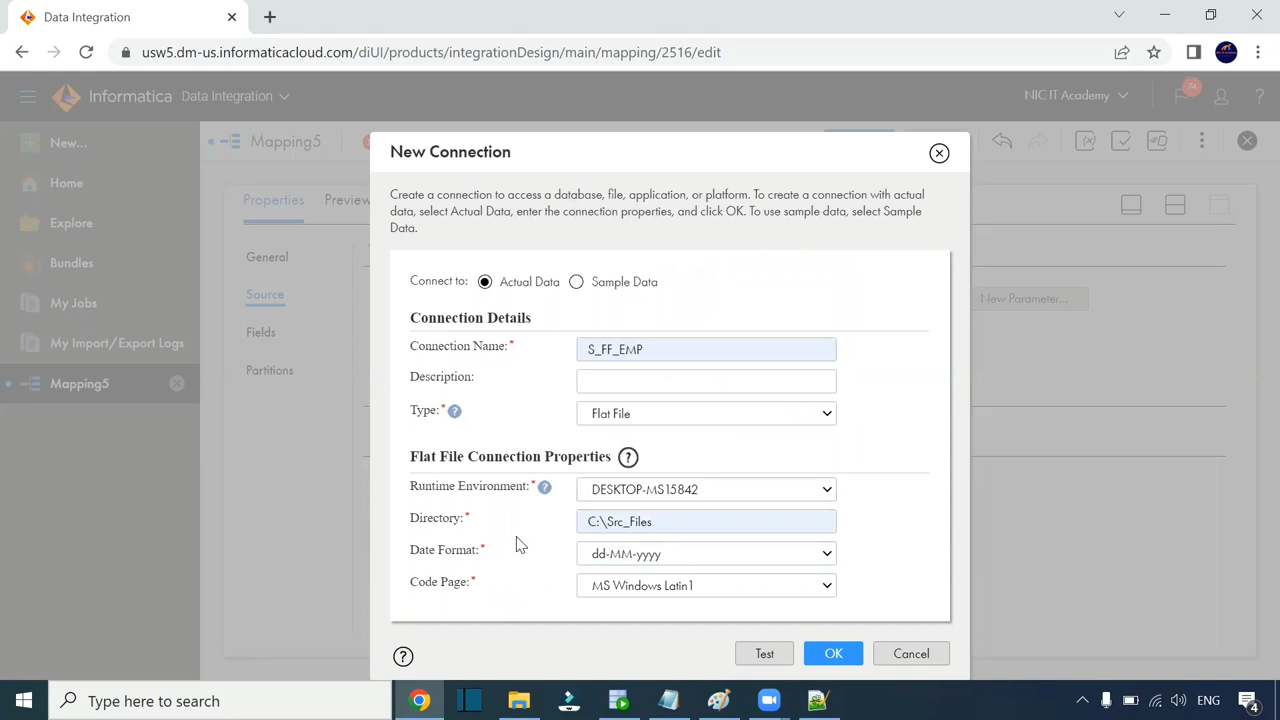 Data Integration
usw5.dm-us.informaticacloud.com/diUI/products/integrationDesign/main/mapping/2516/edit
Informatica Data Integration
NIC IT Academy
74
?
New...
Home
Explore
Bundles
My Jobs
My Import/Export Logs
Mapping5
Mapping5
Properties
Preview
General
Source
Fields
Partitions
New Parameter...
New Connection
Create a connection to access a database, file, application, or platform. To create a connection with actual
data, select Actual Data, enter the connection properties, and click OK. To use sample data, select Sample
Data.
Connect to: Actual Data Sample Data
Connection Details
Connection Name:* S_FF_EMP
Description:
Type:* ? Flat File
Flat File Connection Properties ?
Runtime Environment:* ? DESKTOP-MS15842
Directory:* C:\Src_Files
Date Format:* dd-MM-yyyy
Code Page:* MS Windows Latin1
? Test OK Cancel
Type here to search
ENG
4